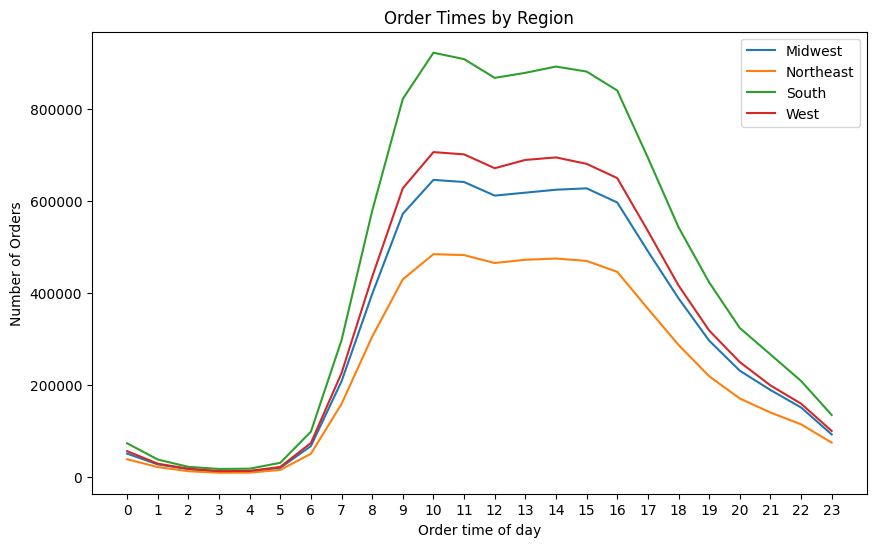 Order Times by Region
Midwest
Northeast
South
West
Number of Orders
800000
600000
400000
200000
0
0 1 2 3 4 5 6 7 8 9 10 11 12 13 14 15 16 17 18 19 20 21 22 23
Order time of day